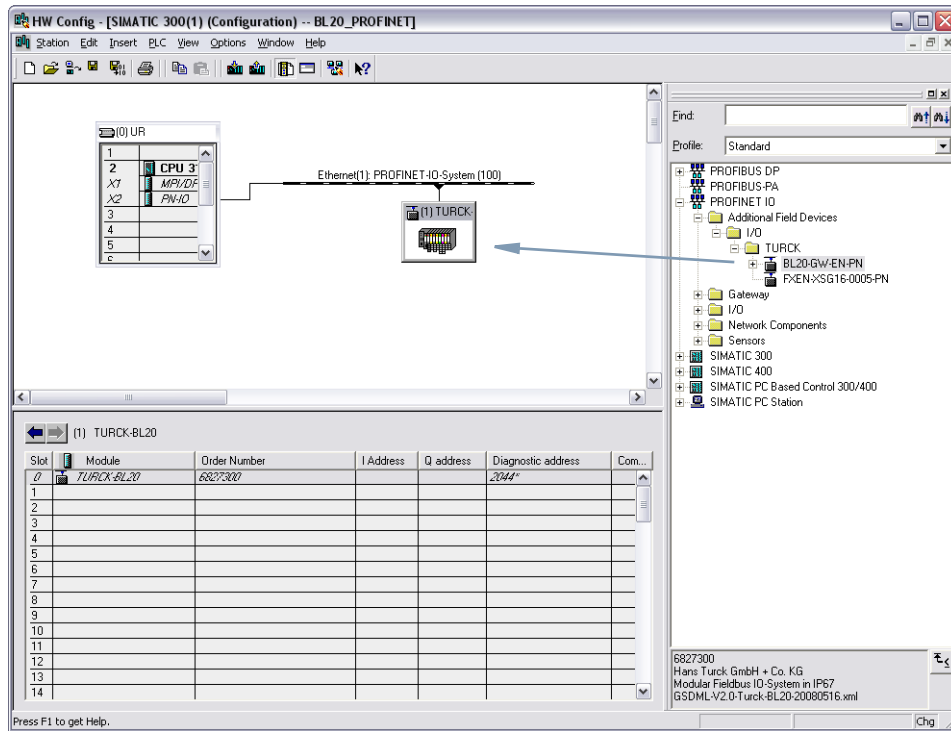 HW Config - [SIMATIC 300(1) (Configuration) -- BL20_PROFINET]
Station Edit Insert PLC View Options Window Help
(0) UR
1
2 CPU 3
X1 MPI/DP
X2 PN-IO
3
4
5
Ethernet(1): PROFINET-IO-System (100)
(1) TURCK-
Find:
Profile: Standard
PROFIBUS DP
PROFIBUS-PA
PROFINET IO
Additional Field Devices
I/O
TURCK
BL20-GW-EN-PN
FXEN-XSG16-0005-PN
Gateway
I/O
Network Components
Sensors
SIMATIC 300
SIMATIC 400
SIMATIC PC Based Control 300/400
SIMATIC PC Station
(1) TURCK-BL20
Slot Module Order Number I Address Q address Diagnostic address Com...
0 TURCK-BL20 6827300 2044*
1
2
3
4
5
6
7
8
9
10
11
12
13
14
6827300
Hans Turck GmbH + Co. KG
Modular Fieldbus IO-System in IP67
GSDML-V2.0-Turck-BL20-20080516.xml
Press F1 to get Help.
Chg